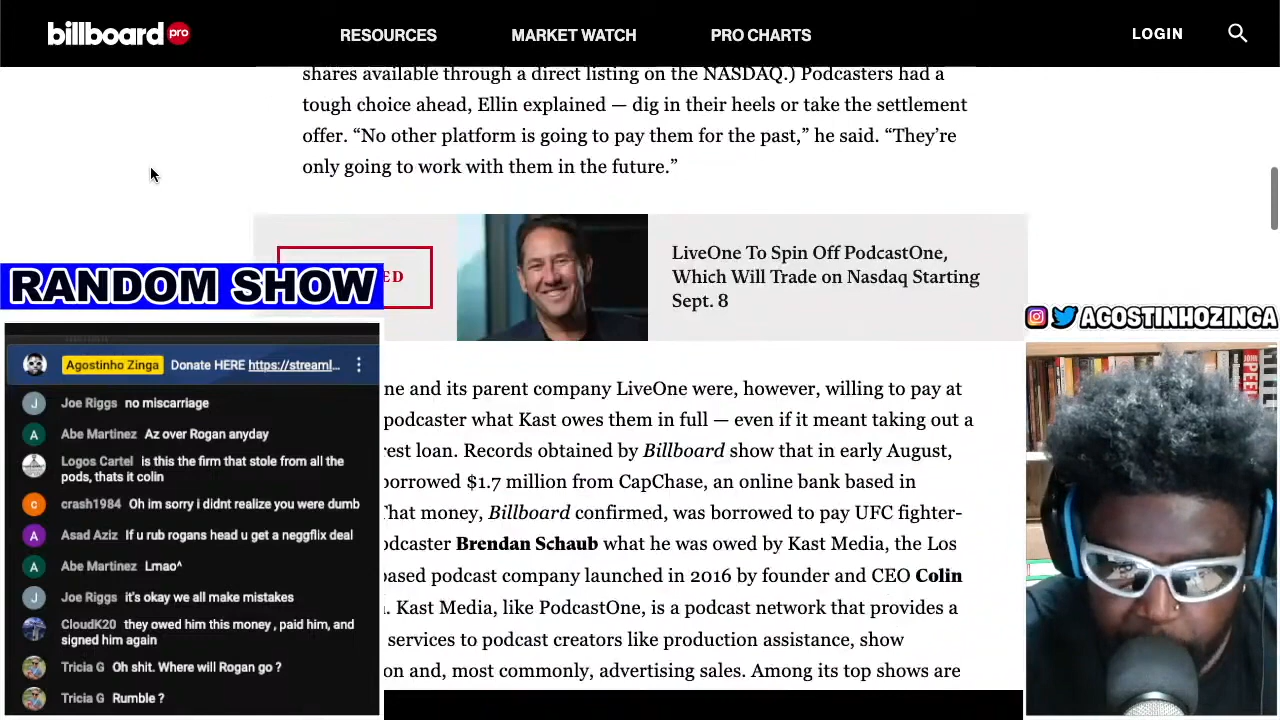 billboard pro
RESOURCES
MARKET WATCH
PRO CHARTS
LOGIN
shares available through a direct listing on the NASDAQ.) Podcasters had a
tough choice ahead, Ellin explained — dig in their heels or take the settlement
offer. “No other platform is going to pay them for the past,” he said. “They’re
only going to work with them in the future.”
ED
LiveOne To Spin Off PodcastOne,
Which Will Trade on Nasdaq Starting
Sept. 8
ne and its parent company LiveOne were, however, willing to pay at
podcaster what Kast owes them in full — even if it meant taking out a
rest loan. Records obtained by Billboard show that in early August,
borrowed $1.7 million from CapChase, an online bank based in
That money, Billboard confirmed, was borrowed to pay UFC fighter-
odcaster Brendan Schaub what he was owed by Kast Media, the Los
based podcast company launched in 2016 by founder and CEO Colin
. Kast Media, like PodcastOne, is a podcast network that provides a
services to podcast creators like production assistance, show
on and, most commonly, advertising sales. Among its top shows are
RANDOM SHOW
Agostinho Zinga Donate HERE https://streaml...
J Joe Riggs no miscarriage
A Abe Martinez Az over Rogan anyday
Logos Cartel is this the firm that stole from all the
pods, thats it colin
c crash1984 Oh im sorry i didnt realize you were dumb
A Asad Aziz If u rub rogans head u get a neggflix deal
A Abe Martinez Lmao^
J Joe Riggs it's okay we all make mistakes
CloudK20 they owed him this money , paid him, and
signed him again
Tricia G Oh shit. Where will Rogan go ?
Tricia G Rumble ?
AGOSTINHOZINGA
JOHN
PEEL